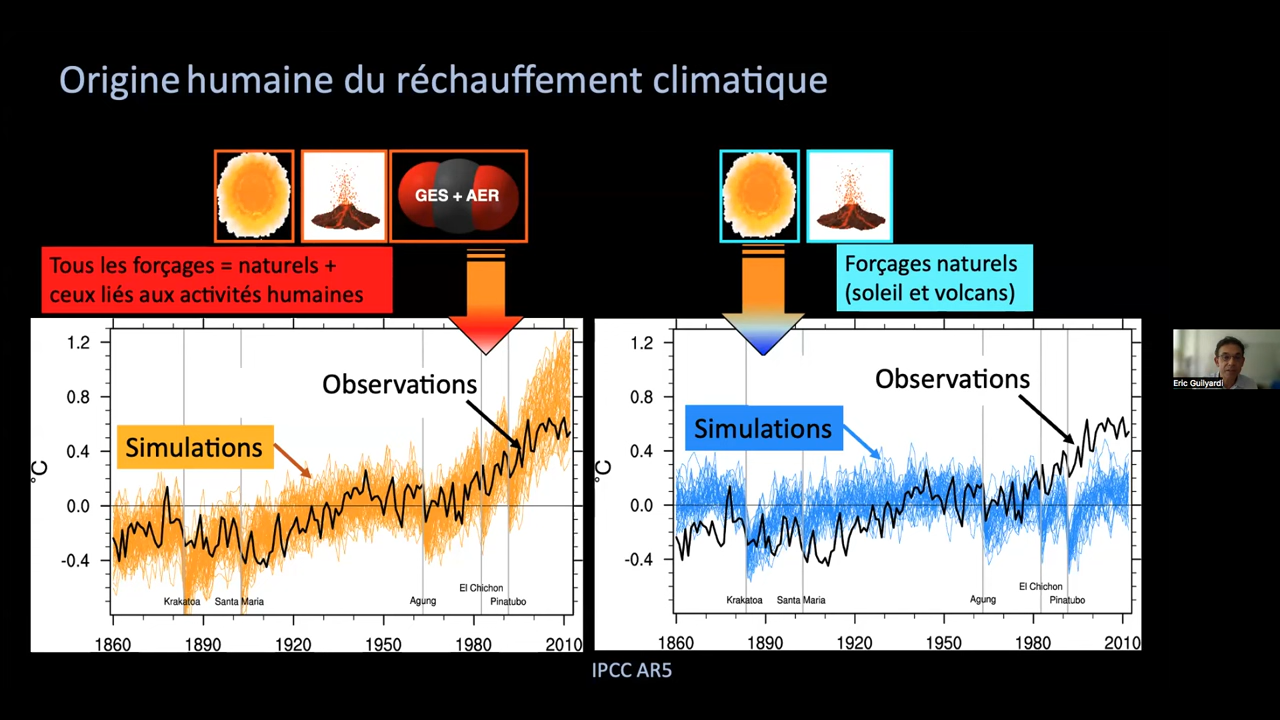 Origine humaine du réchauffement climatique
GES + AER
Tous les forçages = naturels +
ceux liés aux activités humaines
Forçages naturels
(soleil et volcans)
1.2
0.8
0.4
0.0
-0.4
°C
Observations
Simulations
Krakatoa
Santa Maria
Agung
El Chichon
Pinatubo
1860
1890
1920
1950
1980
2010
1.2
0.8
0.4
0.0
-0.4
°C
Observations
Simulations
Krakatoa
Santa Maria
Agung
El Chichon
Pinatubo
1860
1890
1920
1950
1980
2010
Eric Guilyardi
IPCC AR5